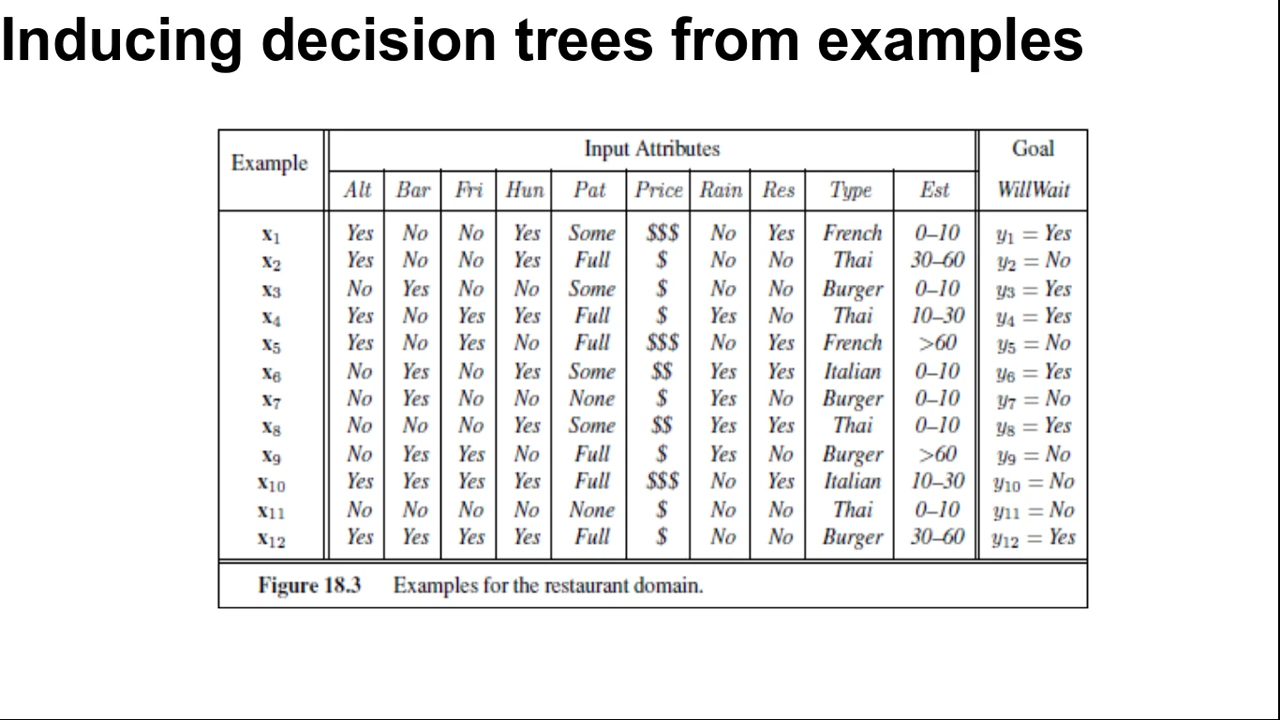 Inducing decision trees from examples
Example Input Attributes Goal
Alt Bar Fri Hun Pat Price Rain Res Type Est WillWait
x1 Yes No No Yes Some $$$ No Yes French 0–10 y1 = Yes
x2 Yes No No Yes Full $ No No Thai 30–60 y2 = No
x3 No Yes No No Some $ No No Burger 0–10 y3 = Yes
x4 Yes No Yes Yes Full $ Yes No Thai 10–30 y4 = Yes
x5 Yes No Yes No Full $$$ No Yes French >60 y5 = No
x6 No Yes No Yes Some $$ Yes Yes Italian 0–10 y6 = Yes
x7 No Yes No No None $ Yes No Burger 0–10 y7 = No
x8 No No No Yes Some $$ Yes Yes Thai 0–10 y8 = Yes
x9 No Yes Yes No Full $ Yes No Burger >60 y9 = No
x10 Yes Yes Yes Yes Full $$$ No Yes Italian 10–30 y10 = No
x11 No No No No None $ No No Thai 0–10 y11 = No
x12 Yes Yes Yes Yes Full $ No No Burger 30–60 y12 = Yes
Figure 18.3 Examples for the restaurant domain.